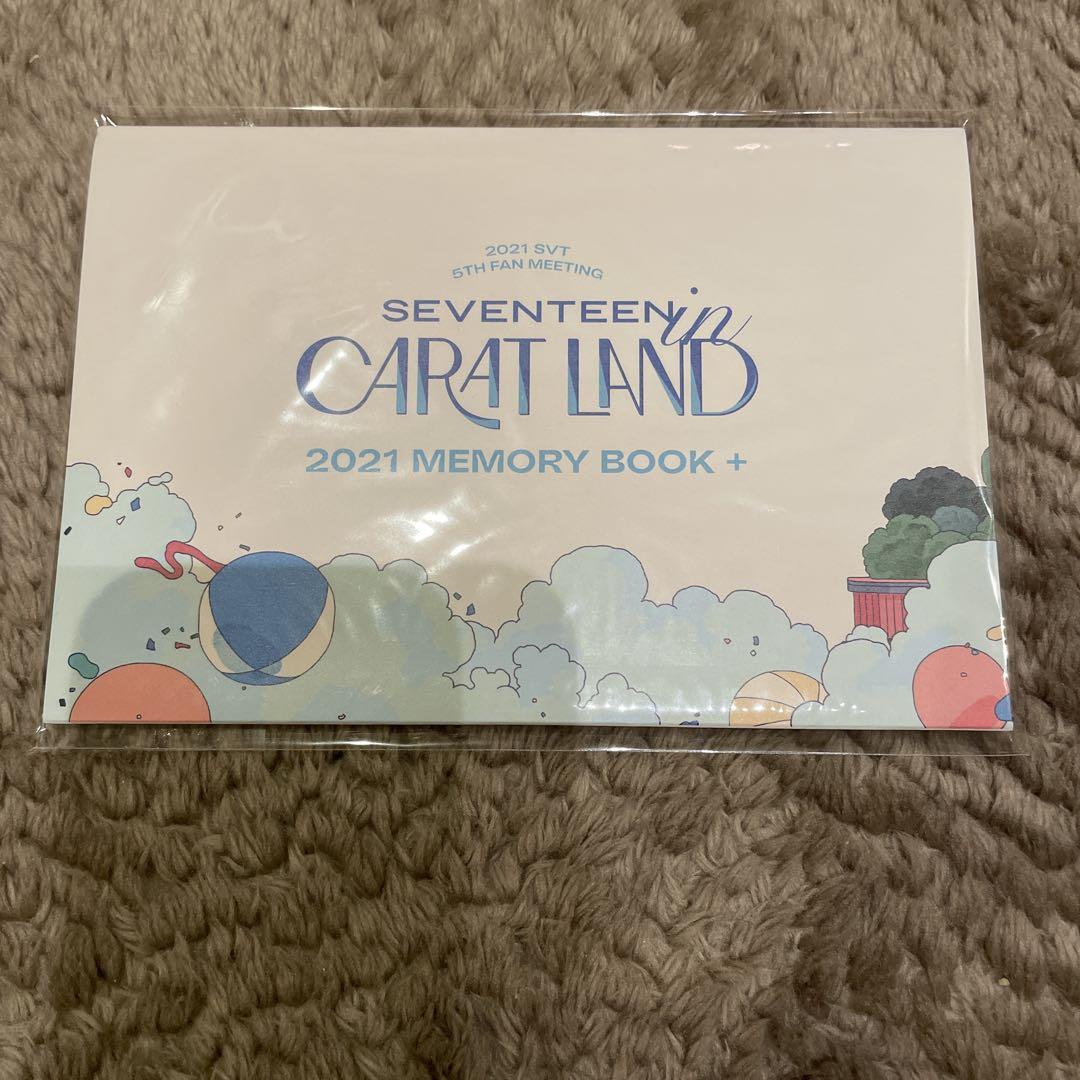 2021 SVT
5TH FAN MEETING
SEVENTEEN in
CARAT LAND
2021 MEMORY BOOK +